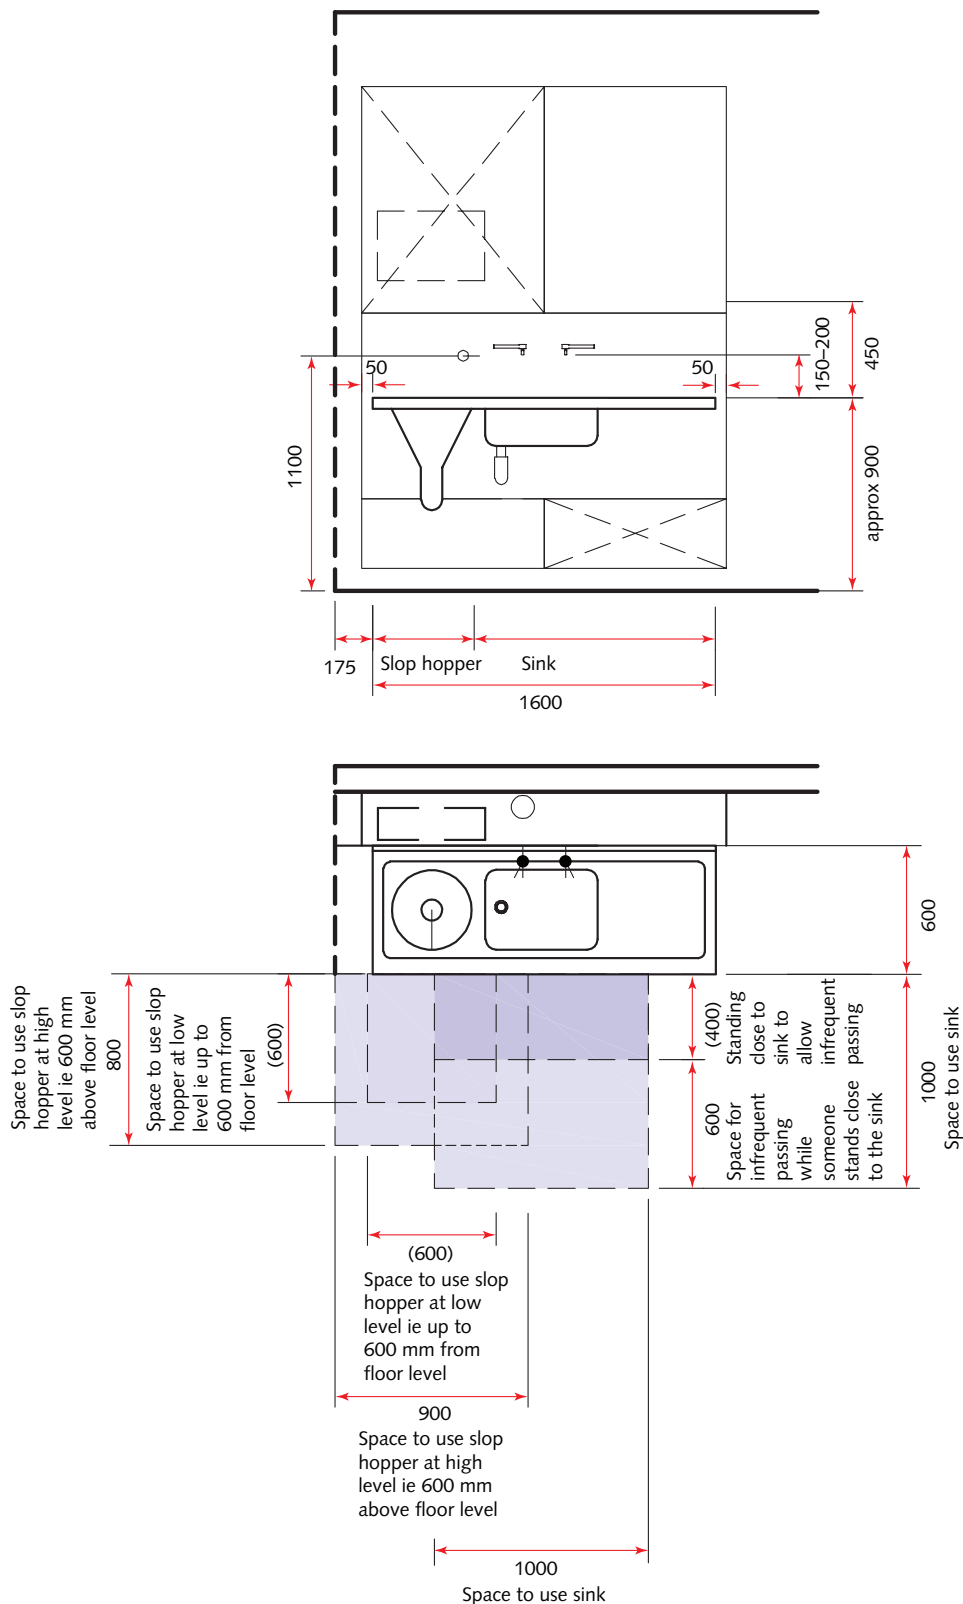 50
50
150–200
450
1100
approx 900
175
Slop hopper
Sink
1600
600
Space to use slop
hopper at high
level ie 600 mm
above floor level
800
Space to use slop
hopper at low
level ie up to
600 mm from
floor level
(600)
(400)
Standing
close to
sink to
allow
infrequent
passing
600
Space for
infrequent
passing
while
someone
stands close
to the sink
1000
Space to use sink
(600)
Space to use slop
hopper at low
level ie up to
600 mm from
floor level
900
Space to use slop
hopper at high
level ie 600 mm
above floor level
1000
Space to use sink